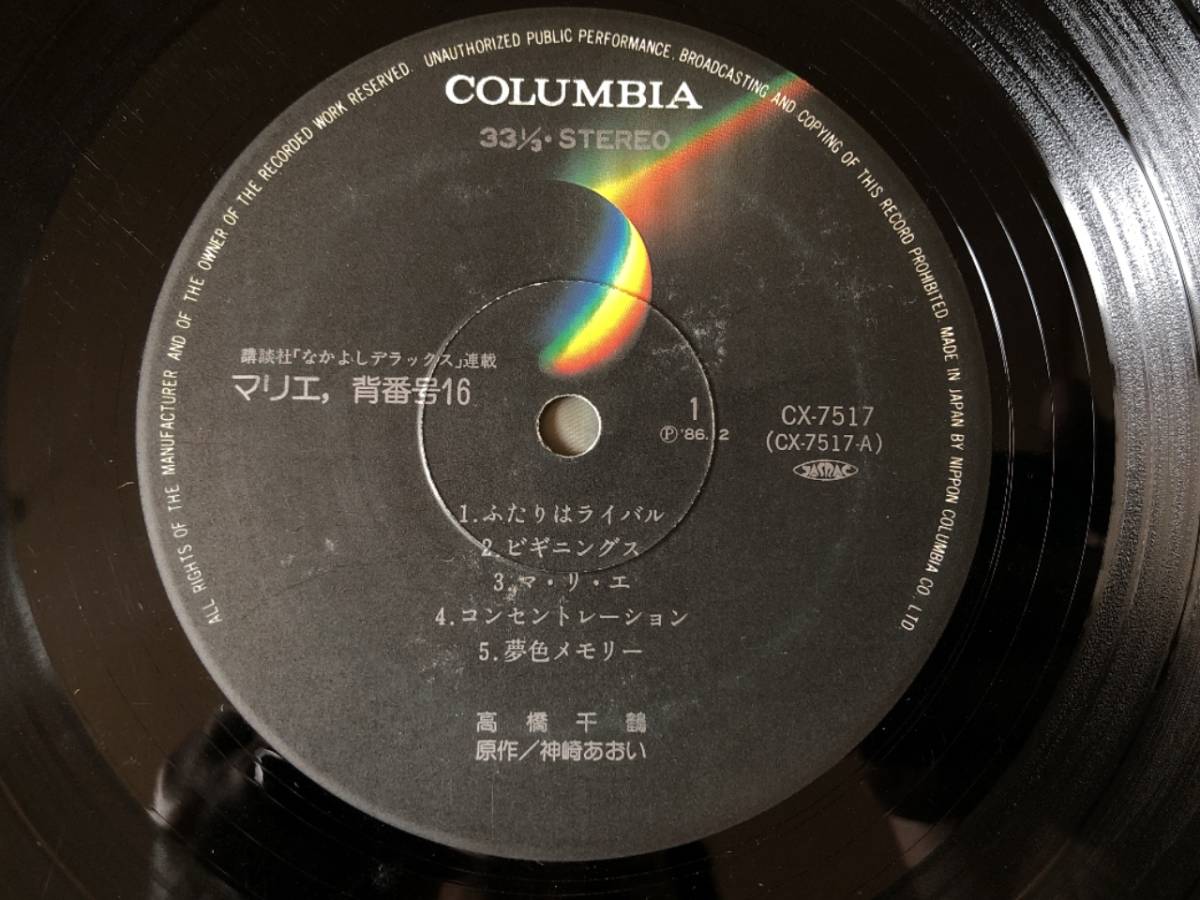 ALL RIGHTS OF THE MANUFACTURER AND OF THE OWNER OF THE RECORDED WORK RESERVED. UNAUTHORIZED PUBLIC PERFORMANCE, BROADCASTING AND COPYING OF THIS RECORD PROHIBITED MADE IN JAPAN BY NIPPON COLUMBIA CO. LTD.
COLUMBIA
33 1/3・STEREO
講談社「なかよしデラックス」連載
マリエ，背番号16
1
Ⓟ'86.12
CX-7517
(CX-7517-A)
JASRAC
1.ふたりはライバル
2.ビギニングス
3.マ・リ・エ
4.コンセントレーション
5.夢色メモリー
高橋千鶴
原作／神崎あおい